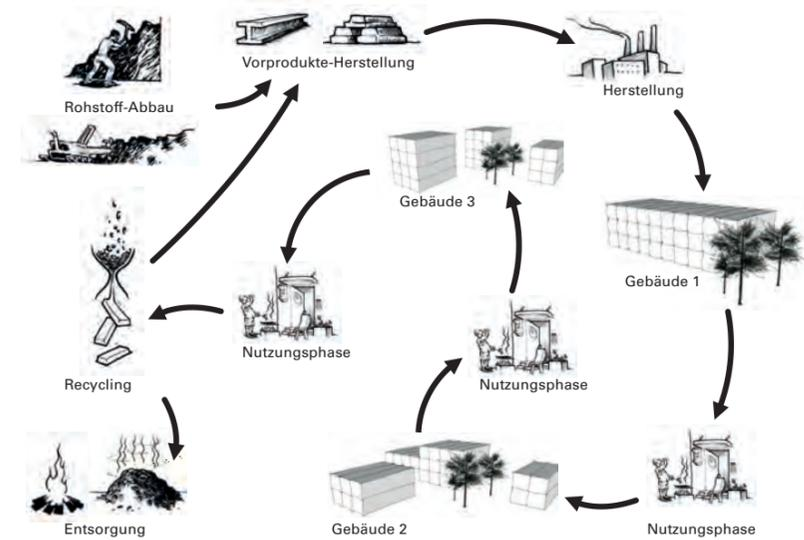 Vorprodukte-Herstellung
Rohstoff-Abbau
Herstellung
Gebäude 3
Gebäude 1
Nutzungsphase
Recycling
Nutzungsphase
Entsorgung
Gebäude 2
Nutzungsphase